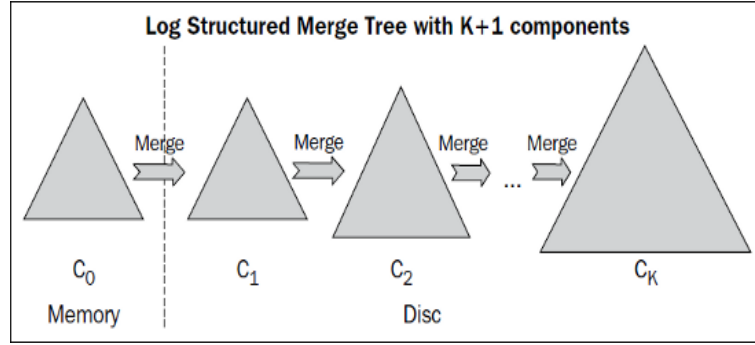 Log Structured Merge Tree with K+1 components
Merge Merge Merge Merge
...
C0 C1 C2 CK
Memory Disc